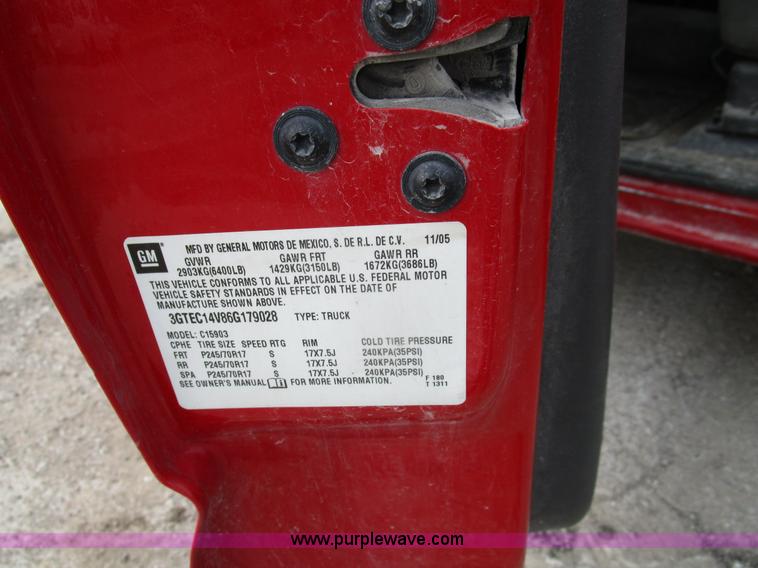 GM
MFD BY GENERAL MOTORS DE MEXICO, S. DE R.L. DE C.V. 11/05
GVWR GAWR FRT GAWR RR
2903KG(6400LB) 1429KG(3150LB) 1672KG(3686LB)
THIS VEHICLE CONFORMS TO ALL APPLICABLE U.S. FEDERAL MOTOR
VEHICLE SAFETY STANDARDS IN EFFECT ON THE DATE OF
MANUFACTURE SHOWN ABOVE.
3GTEC14V86G179028 TYPE: TRUCK
MODEL: C15903
CPHE TIRE SIZE SPEED RTG RIM COLD TIRE PRESSURE
FRT P245/70R17 S 17X7.5J 240KPA(35PSI)
RR P245/70R17 S 17X7.5J 240KPA(35PSI)
SPA P245/70R17 S 17X7.5J 240KPA(35PSI)
SEE OWNER'S MANUAL FOR MORE INFORMATION.
F 180
T 1311
www.purplewave.com